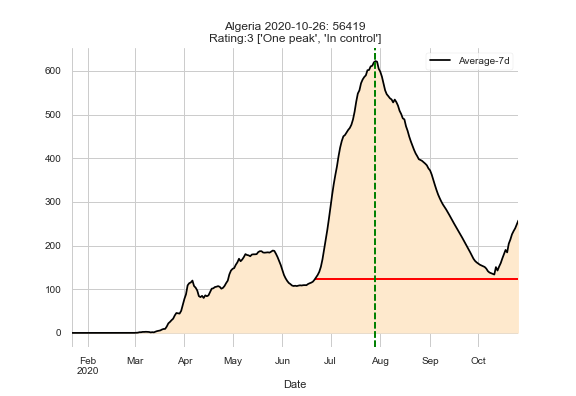 Algeria 2020-10-26: 56419
Rating:3 ['One peak', 'In control']
Average-7d
600
500
400
300
200
100
0
Feb Mar Apr May Jun Jul Aug Sep Oct
2020
Date